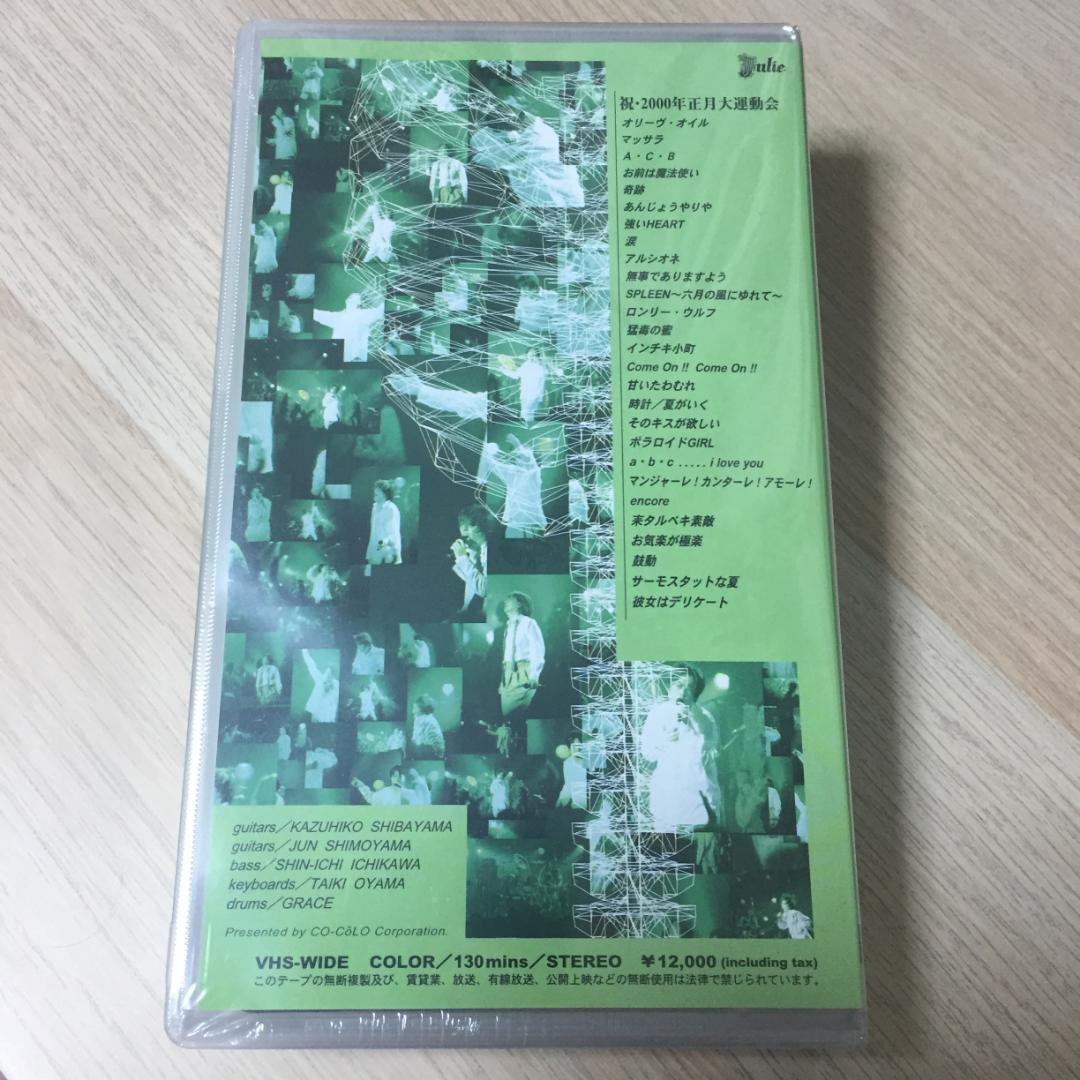 Julie
祝・2000年正月大運動会
オリーヴ・オイル
マッサラ
A・C・B
お前は魔法使い
奇跡
あんじょうやりや
強いHEART
涙
アルシオネ
無事でありますよう
SPLEEN〜六月の風にゆれて〜
ロンリー・ウルフ
猛毒の蜜
インチキ小町
Come On !! Come On !!
甘いたわむれ
時計／夏がいく
そのキスが欲しい
ポラロイドGIRL
a・b・c ..... i love you
マンジャーレ！カンターレ！アモーレ！
encore
末タルベキ素敵
お気楽が極楽
鼓動
サーモスタットな夏
彼女はデリケート
guitars／KAZUHIKO SHIBAYAMA
guitars／JUN SHIMOYAMA
bass／SHIN-ICHI ICHIKAWA
keyboards／TAIKI OYAMA
drums／GRACE
Presented by CO-CôLO Corporation.
VHS-WIDE COLOR／130mins／STEREO ￥12,000 (including tax)
このテープの無断複製及び、賃貸業、放送、有線放送、公開上映などの無断使用は法律で禁じられています。